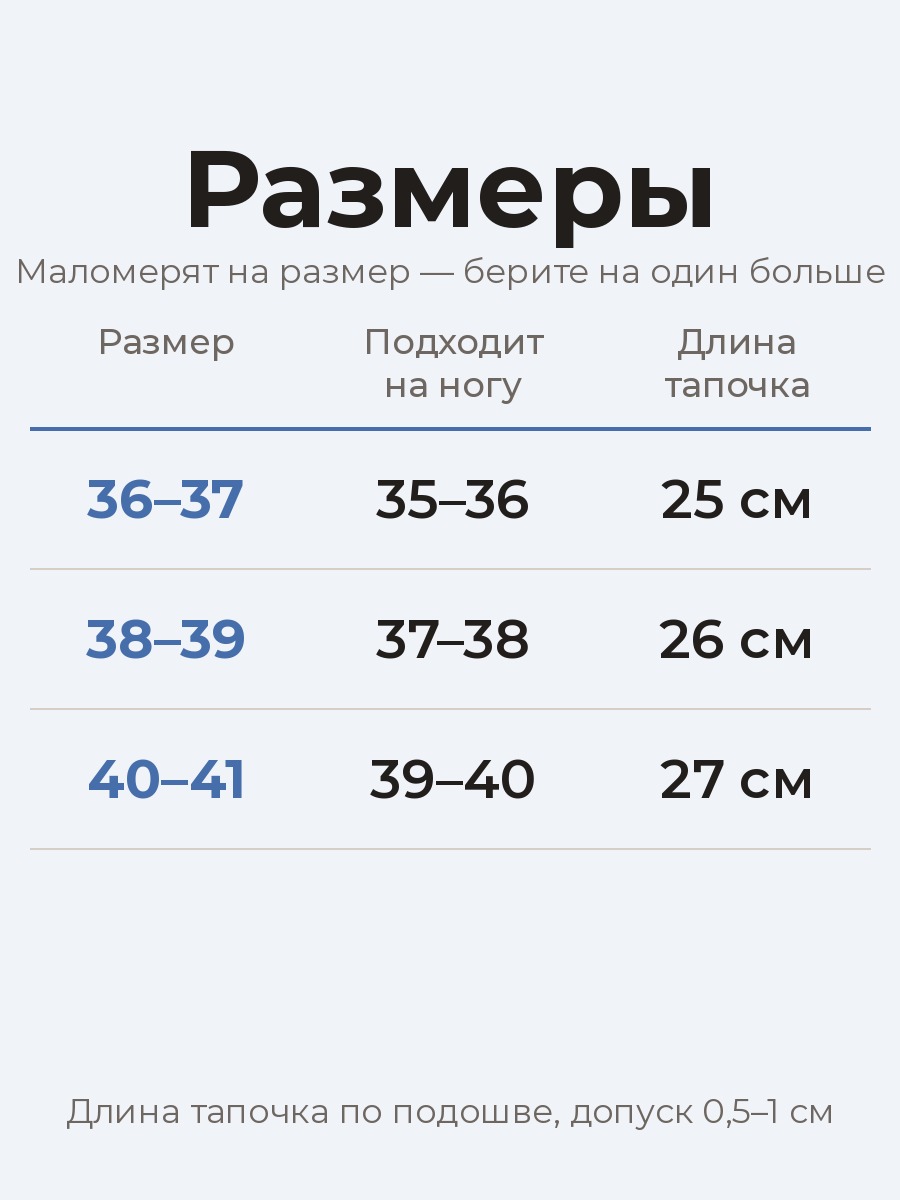 Размеры
Маломерят на размер — берите на один больше
Размер Подходит на ногу Длина тапочка
36–37 35–36 25 см
38–39 37–38 26 см
40–41 39–40 27 см
Длина тапочка по подошве, допуск 0,5–1 см